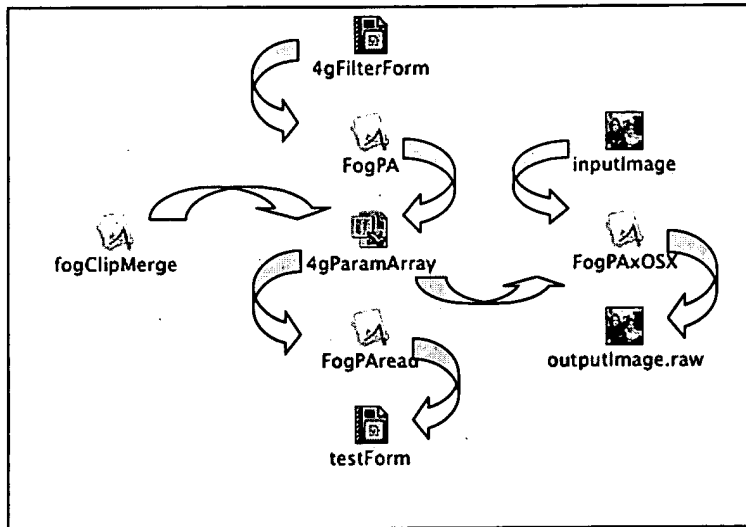 4gFilterForm
FogPA
inputImage
fogClipMerge
4gParamArray
FogPAxOSX
FogPAread
outputImage.raw
testForm